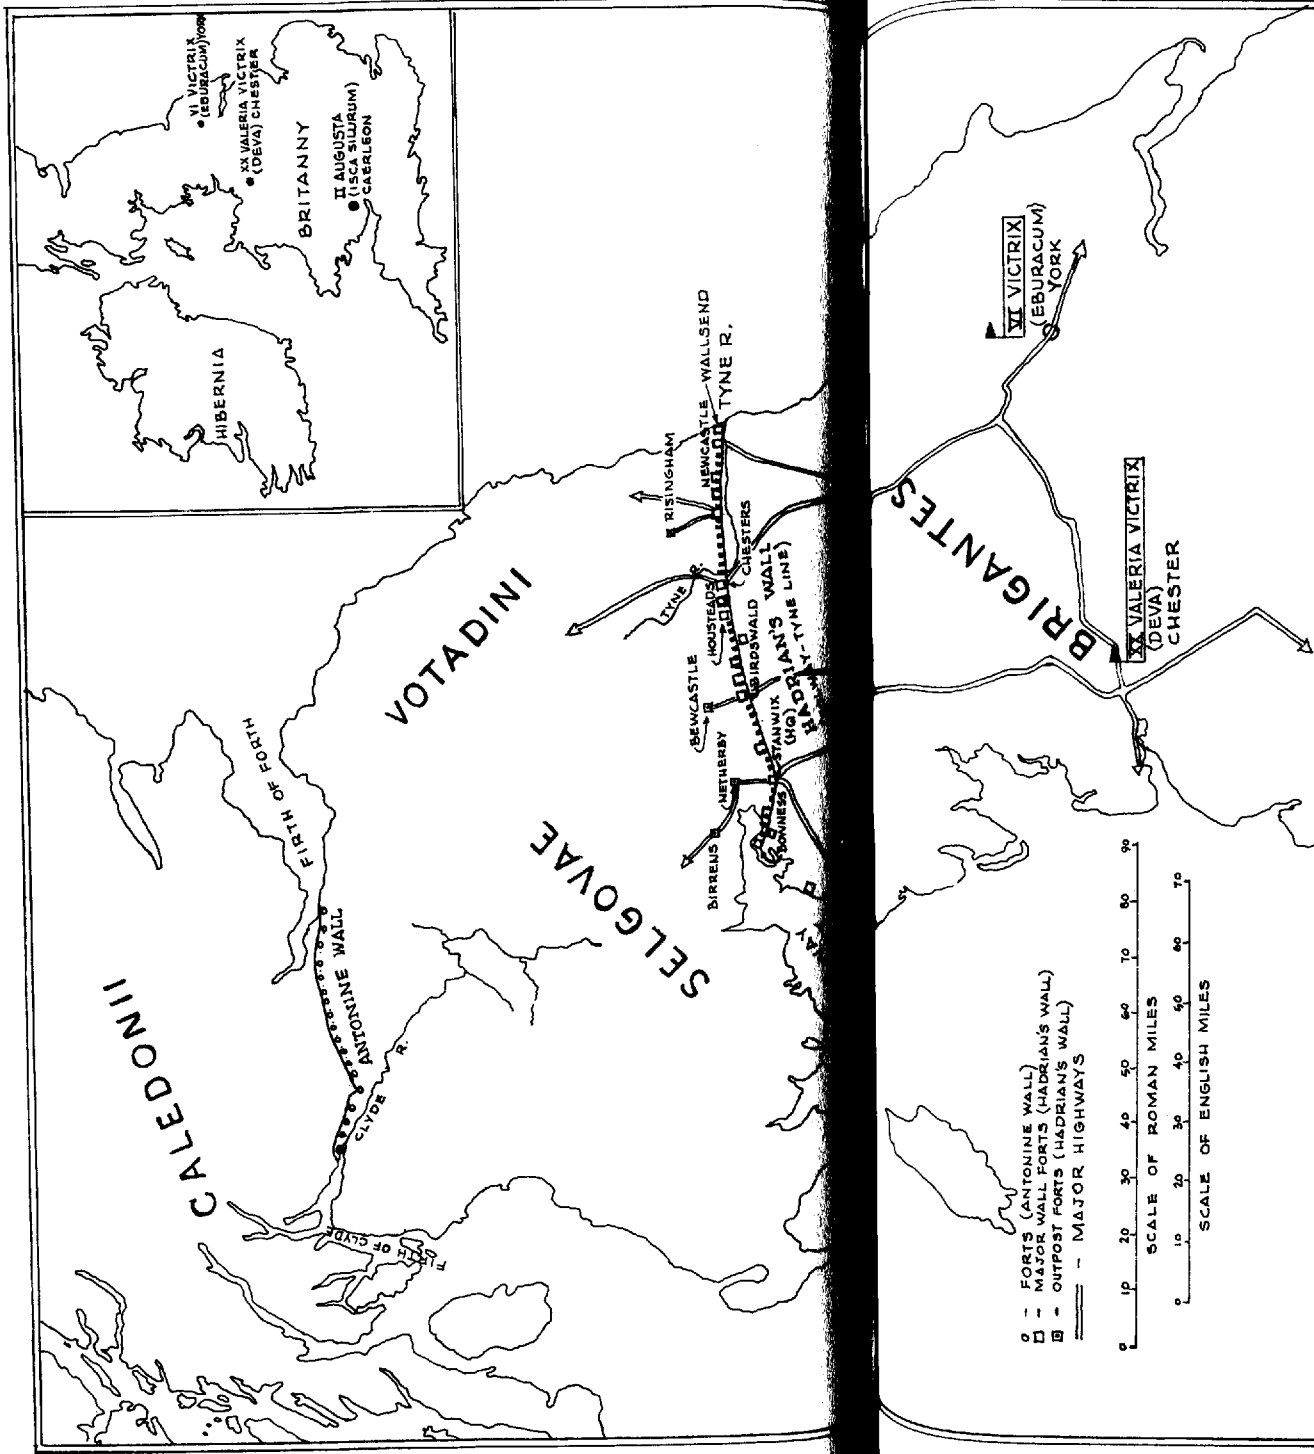 VI VICTRIX
(EBURACUM) YORK
XX VALERIA VICTRIX
(DEVA) CHESTER
II AUGUSTA
(ISCA SILURUM)
CAERLEON
BRITANNY
HIBERNIA
CALEDONII
FIRTH OF FORTH
ANTONINE WALL
CLYDE R.
FIRTH OF CLYDE
VOTADINI
SELGOVAE
RISINGHAM
NEWCASTLE
WALLSEND
TYNE R.
TYNE R.
CHESTERS
HOUSTEADS
BIRDSWALD
BEWCASTLE
HADRIAN'S WALL
-TYNE LINE)
STANWIX
(HQ)
NETHERBY
BIRRENS
BOWNESS
BRIGANTES
VI VICTRIX
(EBURACUM)
YORK
XX VALERIA VICTRIX
(DEVA)
CHESTER
O - FORTS (ANTONINE WALL)
- MAJOR WALL FORTS (HADRIAN'S WALL)
- OUTPOST FORTS (HADRIAN'S WALL)
- MAJOR HIGHWAYS
0 10 20 30 40 50 60 70 80 90
SCALE OF ROMAN MILES
0 10 20 30 40 50 60 70
SCALE OF ENGLISH MILES